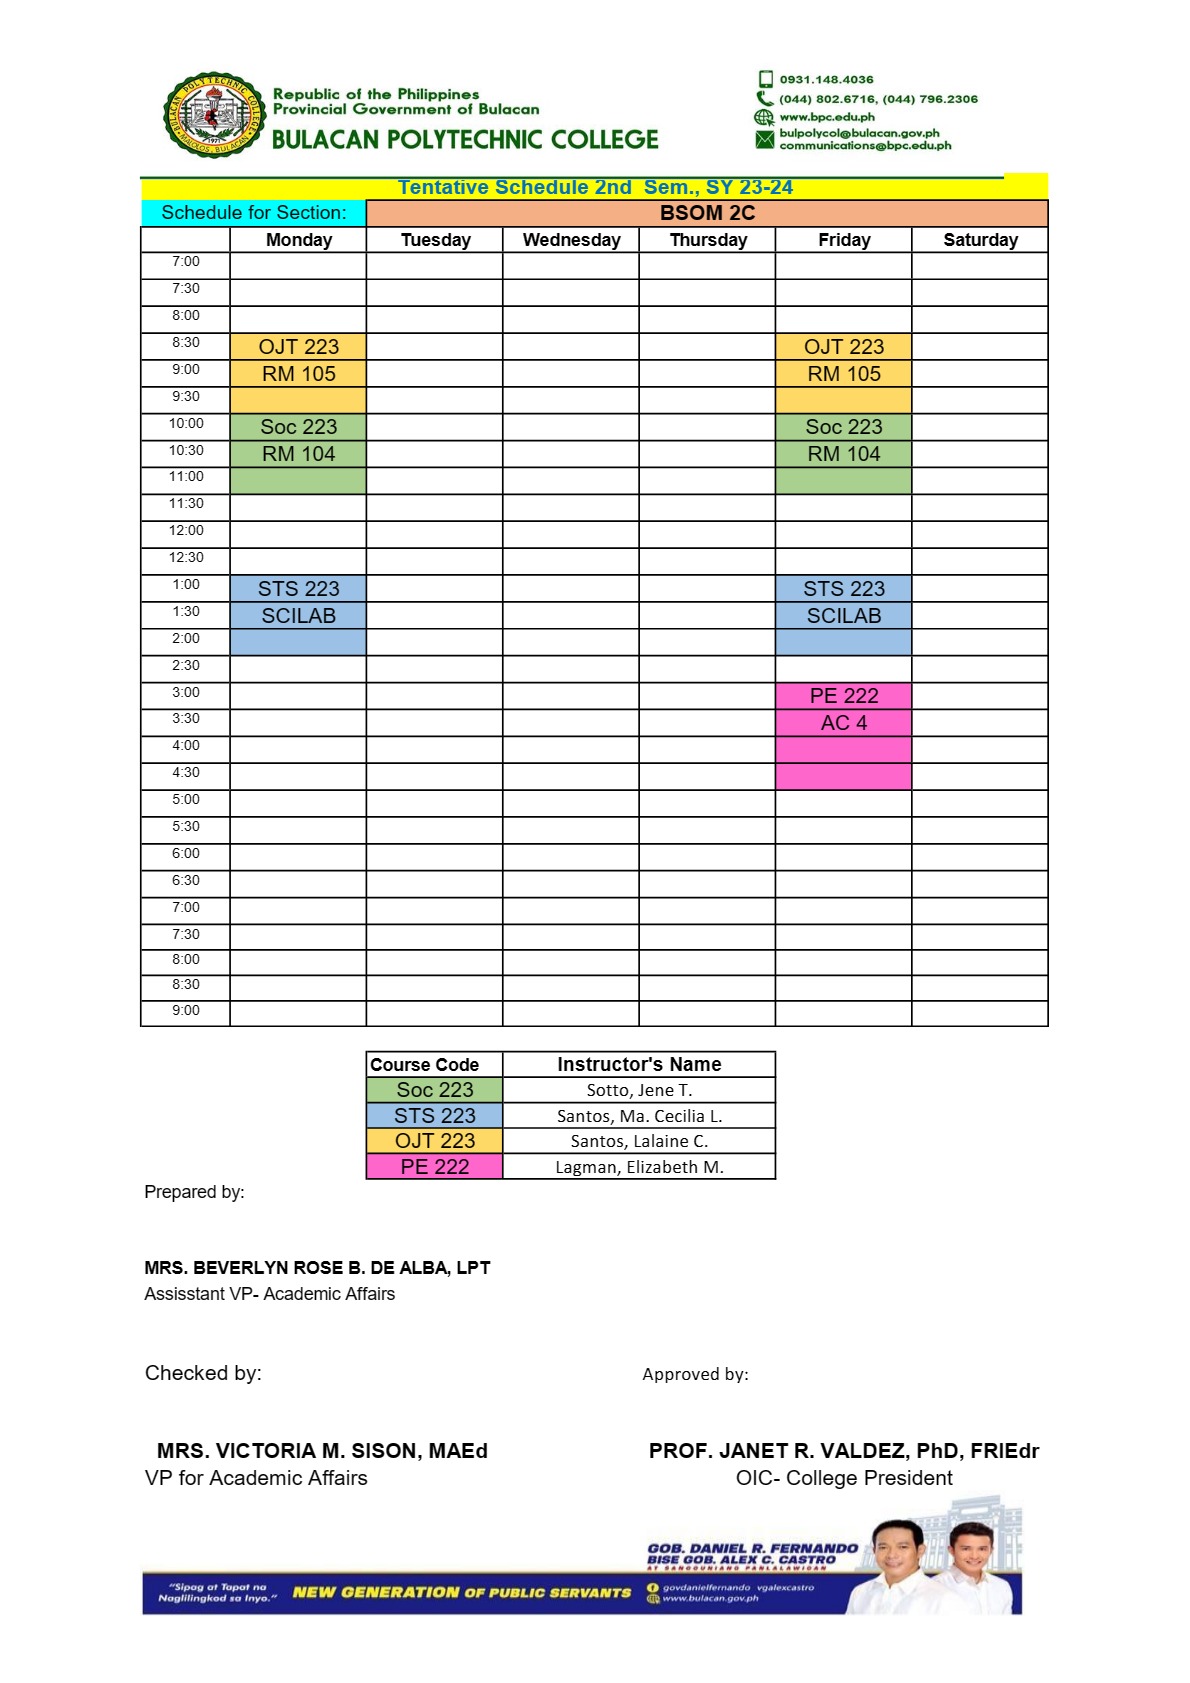 BULACAN POLYTECHNIC COLLEGE
MALOLOS, BULACAN
1971
Republic of the Philippines
Provincial Government of Bulacan
BULACAN POLYTECHNIC COLLEGE
0931.148.4036
(044) 802.6716, (044) 796.2306
www.bpc.edu.ph
bulpolycol@bulacan.gov.ph
communications@bpc.edu.ph
Tentative Schedule 2nd Sem., SY 23-24
Schedule for Section: BSOM 2C
Monday Tuesday Wednesday Thursday Friday Saturday
7:00
7:30
8:00
8:30 OJT 223 OJT 223
9:00 RM 105 RM 105
9:30
10:00 Soc 223 Soc 223
10:30 RM 104 RM 104
11:00
11:30
12:00
12:30
1:00 STS 223 STS 223
1:30 SCILAB SCILAB
2:00
2:30
3:00 PE 222
3:30 AC 4
4:00
4:30
5:00
5:30
6:00
6:30
7:00
7:30
8:00
8:30
9:00
Course Code Instructor's Name
Soc 223 Sotto, Jene T.
STS 223 Santos, Ma. Cecilia L.
OJT 223 Santos, Lalaine C.
PE 222 Lagman, Elizabeth M.
Prepared by:
MRS. BEVERLYN ROSE B. DE ALBA, LPT
Assisstant VP- Academic Affairs
Checked by: Approved by:
MRS. VICTORIA M. SISON, MAEd PROF. JANET R. VALDEZ, PhD, FRIEdr
VP for Academic Affairs OIC- College President
GOB. DANIEL R. FERNANDO
BISE GOB. ALEX C. CASTRO
AT SANGGUNIANG PANLALAWIGAN
"Sipag at Tapat na
Naglilingkod sa Inyo."
NEW GENERATION OF PUBLIC SERVANTS
govdanielfernando vgalexcastro
www.bulacan.gov.ph